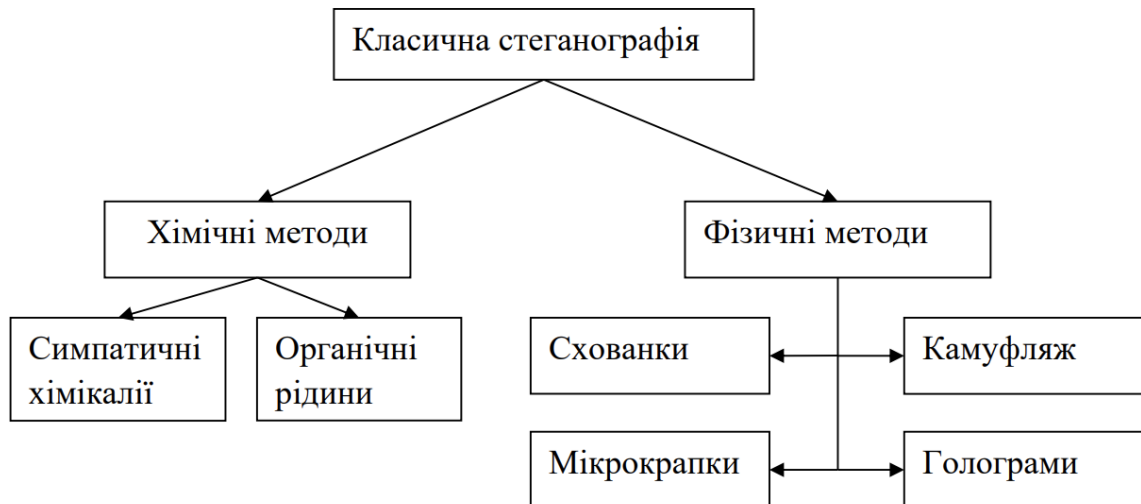 Класична стеганографія
Хімічні методи
Фізичні методи
Симпатичні
хімікалії
Органічні
рідини
Схованки
Камуфляж
Мікрокрапки
Голограми